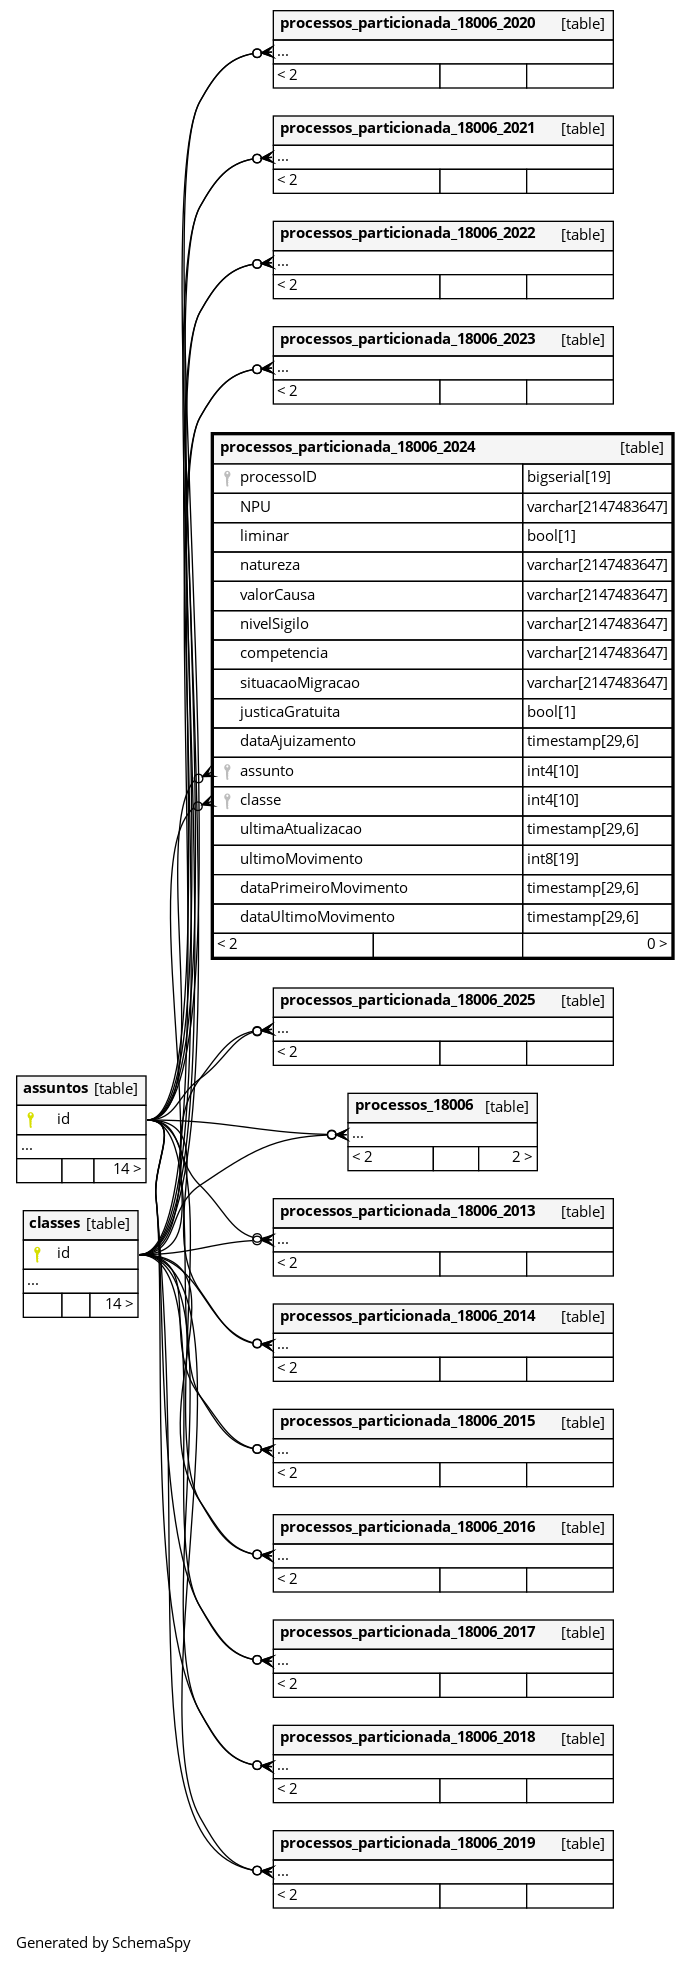 processos_particionada_18006_2020 [table]
...
< 2
processos_particionada_18006_2021 [table]
...
< 2
processos_particionada_18006_2022 [table]
...
< 2
processos_particionada_18006_2023 [table]
...
< 2
processos_particionada_18006_2024 [table]
processoID bigserial[19]
NPU varchar[2147483647]
liminar bool[1]
natureza varchar[2147483647]
valorCausa varchar[2147483647]
nivelSigilo varchar[2147483647]
competencia varchar[2147483647]
situacaoMigracao varchar[2147483647]
justicaGratuita bool[1]
dataAjuizamento timestamp[29,6]
assunto int4[10]
classe int4[10]
ultimaAtualizacao timestamp[29,6]
ultimoMovimento int8[19]
dataPrimeiroMovimento timestamp[29,6]
dataUltimoMovimento timestamp[29,6]
< 2 0 >
processos_particionada_18006_2025 [table]
...
< 2
assuntos [table]
id
...
14 >
processos_18006 [table]
...
< 2 2 >
classes [table]
id
...
14 >
processos_particionada_18006_2013 [table]
...
< 2
processos_particionada_18006_2014 [table]
...
< 2
processos_particionada_18006_2015 [table]
...
< 2
processos_particionada_18006_2016 [table]
...
< 2
processos_particionada_18006_2017 [table]
...
< 2
processos_particionada_18006_2018 [table]
...
< 2
processos_particionada_18006_2019 [table]
...
< 2
Generated by SchemaSpy